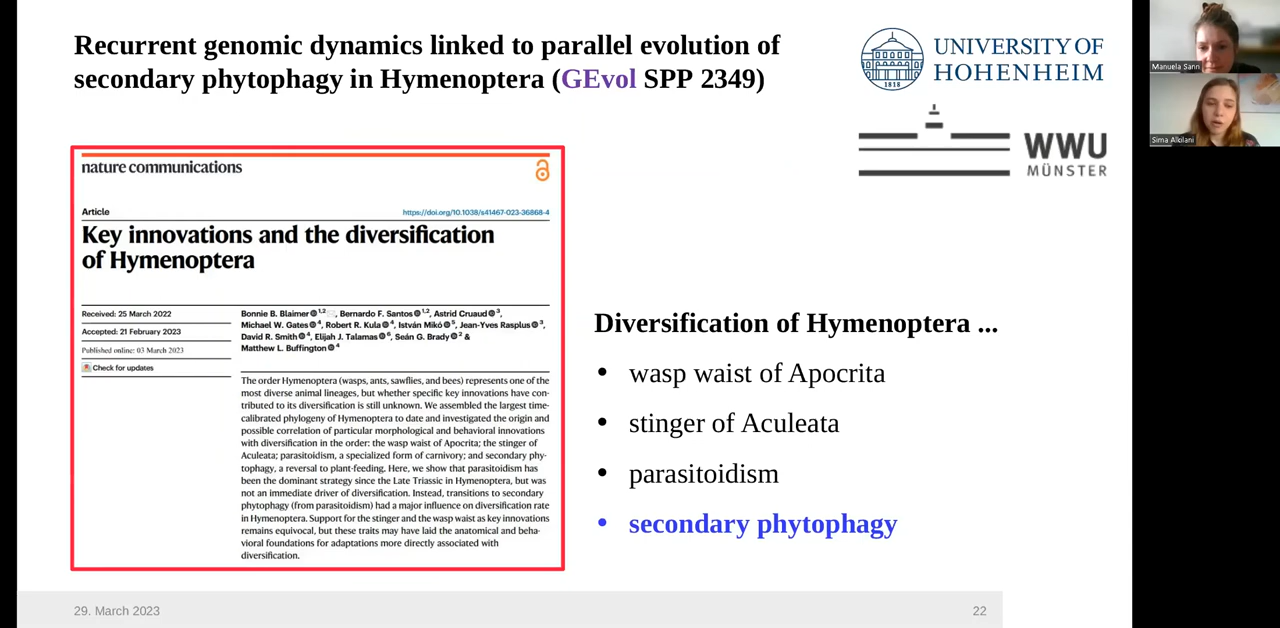 Recurrent genomic dynamics linked to parallel evolution of
secondary phytophagy in Hymenoptera (GEvol SPP 2349)
UNIVERSITY OF
HOHENHEIM
1818
WWU
MÜNSTER
Manuela Sann
Sima Alkilani
nature communications
Article
https://doi.org/10.1038/s41467-023-36868-4
Key innovations and the diversification
of Hymenoptera
Received: 25 March 2022
Accepted: 21 February 2023
Published online: 03 March 2023
Check for updates
Bonnie B. Blaimer 1,2, Bernardo F. Santos 1,2, Astrid Cruaud 3,
Michael W. Gates 4, Robert R. Kula 4, István Mikó 5, Jean-Yves Rasplus 3,
David R. Smith 4, Elijah J. Talamas 6, Seán G. Brady 2 &
Matthew L. Buffington 4
The order Hymenoptera (wasps, ants, sawflies, and bees) represents one of the
most diverse animal lineages, but whether specific key innovations have con-
tributed to its diversification is still unknown. We assembled the largest time-
calibrated phylogeny of Hymenoptera to date and investigated the origin and
possible correlation of particular morphological and behavioral innovations
with diversification in the order: the wasp waist of Apocrita; the stinger of
Aculeata; parasitoidism, a specialized form of carnivory; and secondary phy-
tophagy, a reversal to plant-feeding. Here, we show that parasitoidism has
been the dominant strategy since the Late Triassic in Hymenoptera, but was
not an immediate driver of diversification. Instead, transitions to secondary
phytophagy (from parasitoidism) had a major influence on diversification rate
in Hymenoptera. Support for the stinger and the wasp waist as key innovations
remains equivocal, but these traits may have laid the anatomical and beha-
vioral foundations for adaptations more directly associated with
diversification.
Diversification of Hymenoptera ...
• wasp waist of Apocrita
• stinger of Aculeata
• parasitoidism
• secondary phytophagy
29. March 2023
22